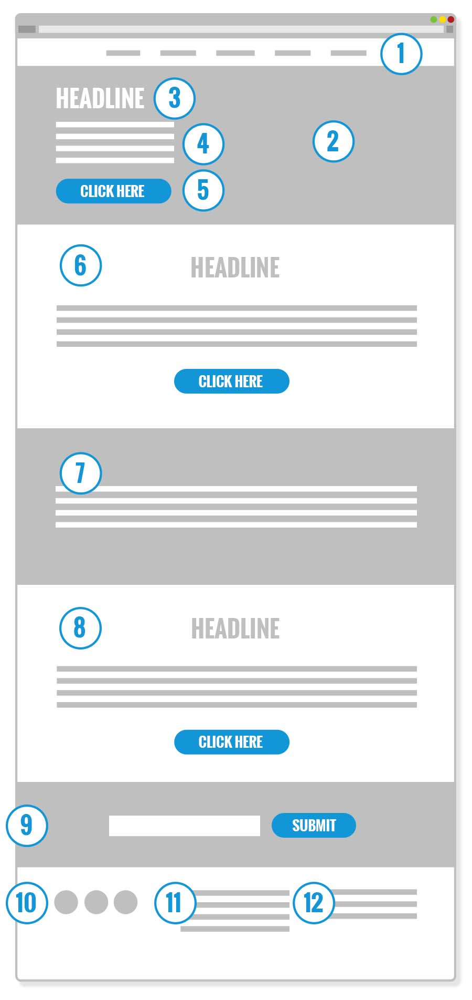 1
HEADLINE 3
2
4
CLICK HERE 5
6
HEADLINE
CLICK HERE
7
8
HEADLINE
CLICK HERE
9
SUBMIT
10
11
12